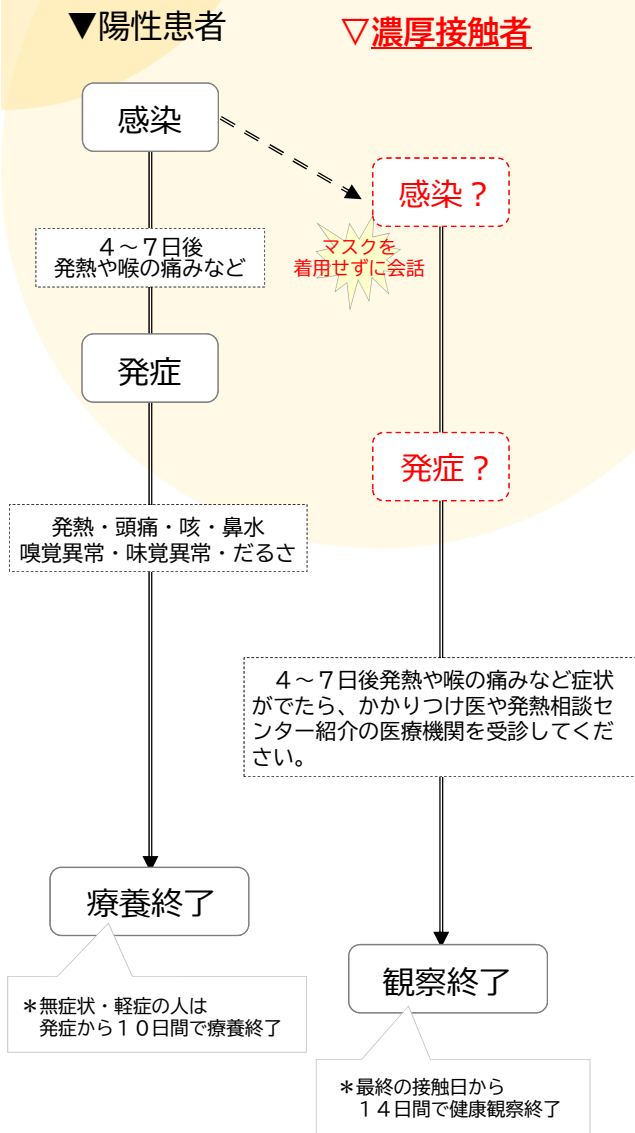 ▼陽性患者
▽濃厚接触者
感染
感染？
マスクを
着用せずに会話
４～７日後
発熱や喉の痛みなど
発症
発症？
発熱・頭痛・咳・鼻水
嗅覚異常・味覚異常・だるさ
４～７日後発熱や喉の痛みなど症状
がでたら、かかりつけ医や発熱相談セ
ンター紹介の医療機関を受診してくだ
さい。
療養終了
観察終了
＊無症状・軽症の人は
発症から１０日間で療養終了
＊最終の接触日から
１４日間で健康観察終了